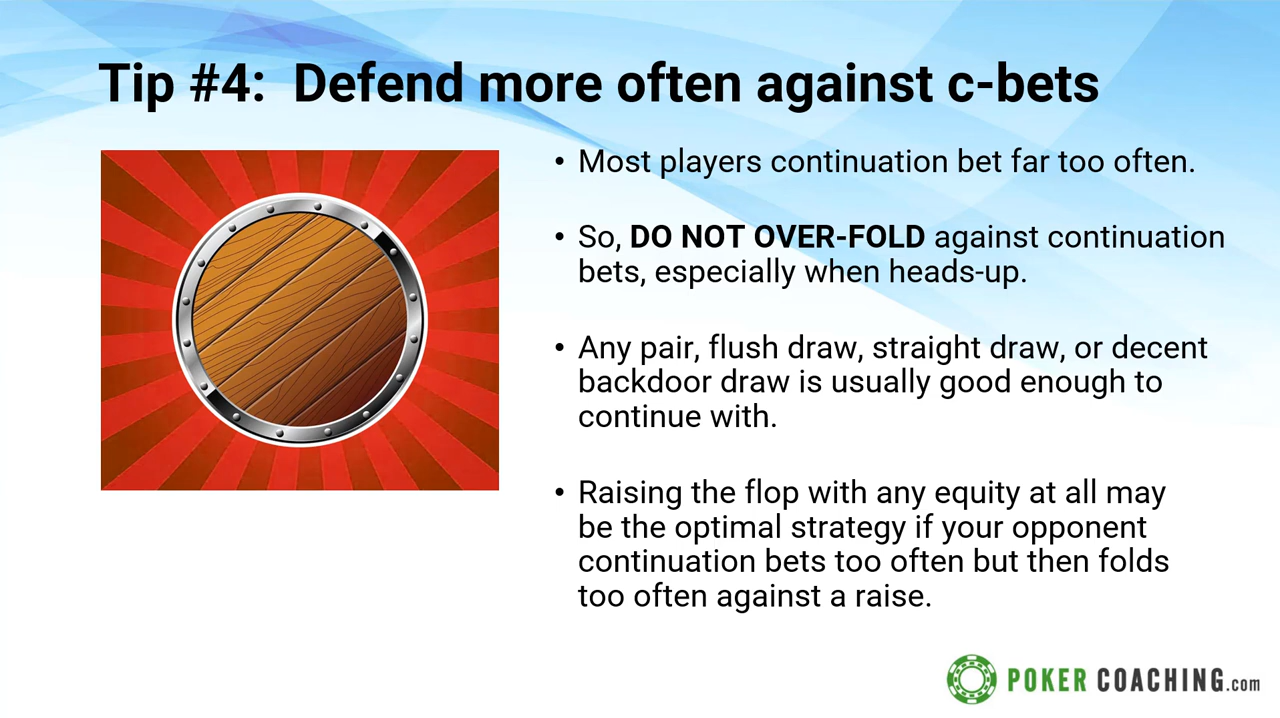 Tip #4:  Defend more often against c-bets
• Most players continuation bet far too often.
• So, DO NOT OVER-FOLD against continuation
bets, especially when heads-up.
• Any pair, flush draw, straight draw, or decent
backdoor draw is usually good enough to
continue with.
• Raising the flop with any equity at all may
be the optimal strategy if your opponent
continuation bets too often but then folds
too often against a raise.
POKER COACHING.com